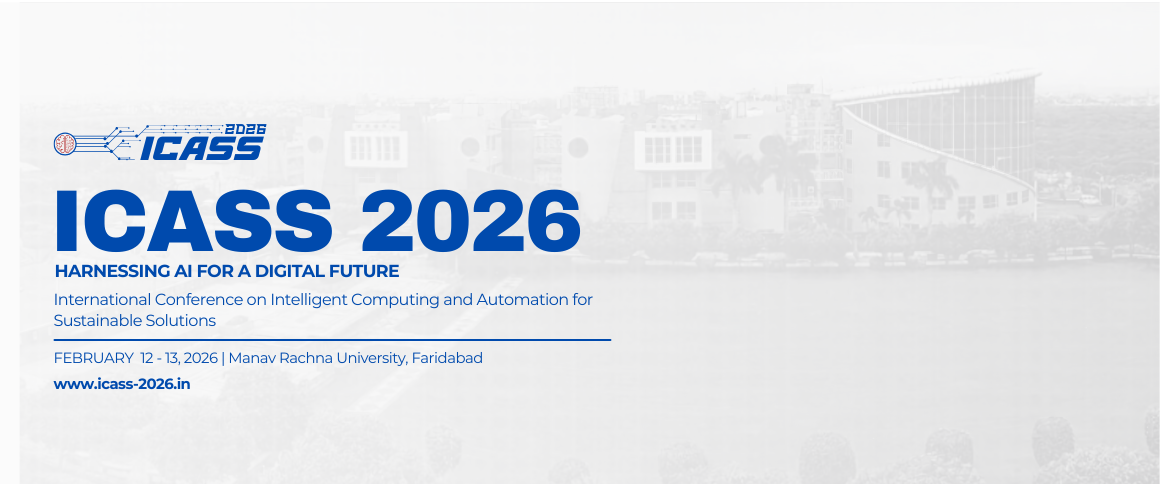 2026
ICASS
ICASS 2026
HARNESSING AI FOR A DIGITAL FUTURE
International Conference on Intelligent Computing and Automation for
Sustainable Solutions
FEBRUARY 12 - 13, 2026 | Manav Rachna University, Faridabad
www.icass-2026.in